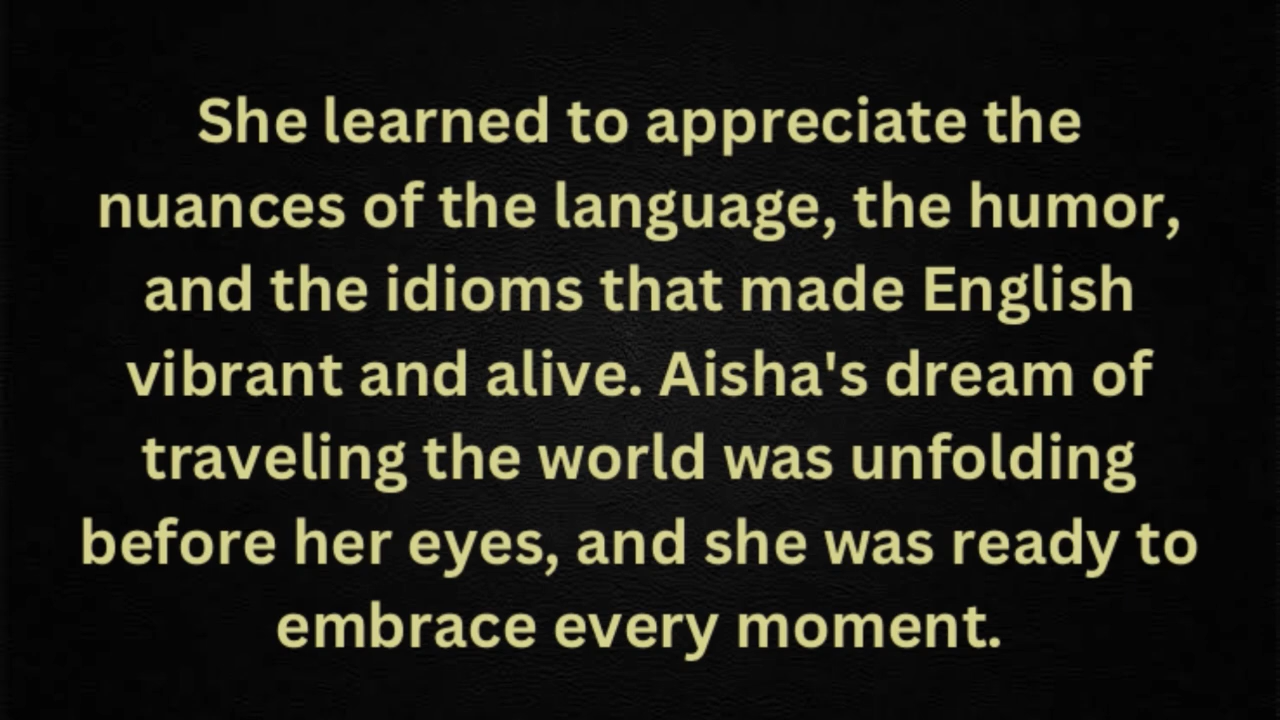 She learned to appreciate the
nuances of the language, the humor,
and the idioms that made English
vibrant and alive. Aisha's dream of
traveling the world was unfolding
before her eyes, and she was ready to
embrace every moment.